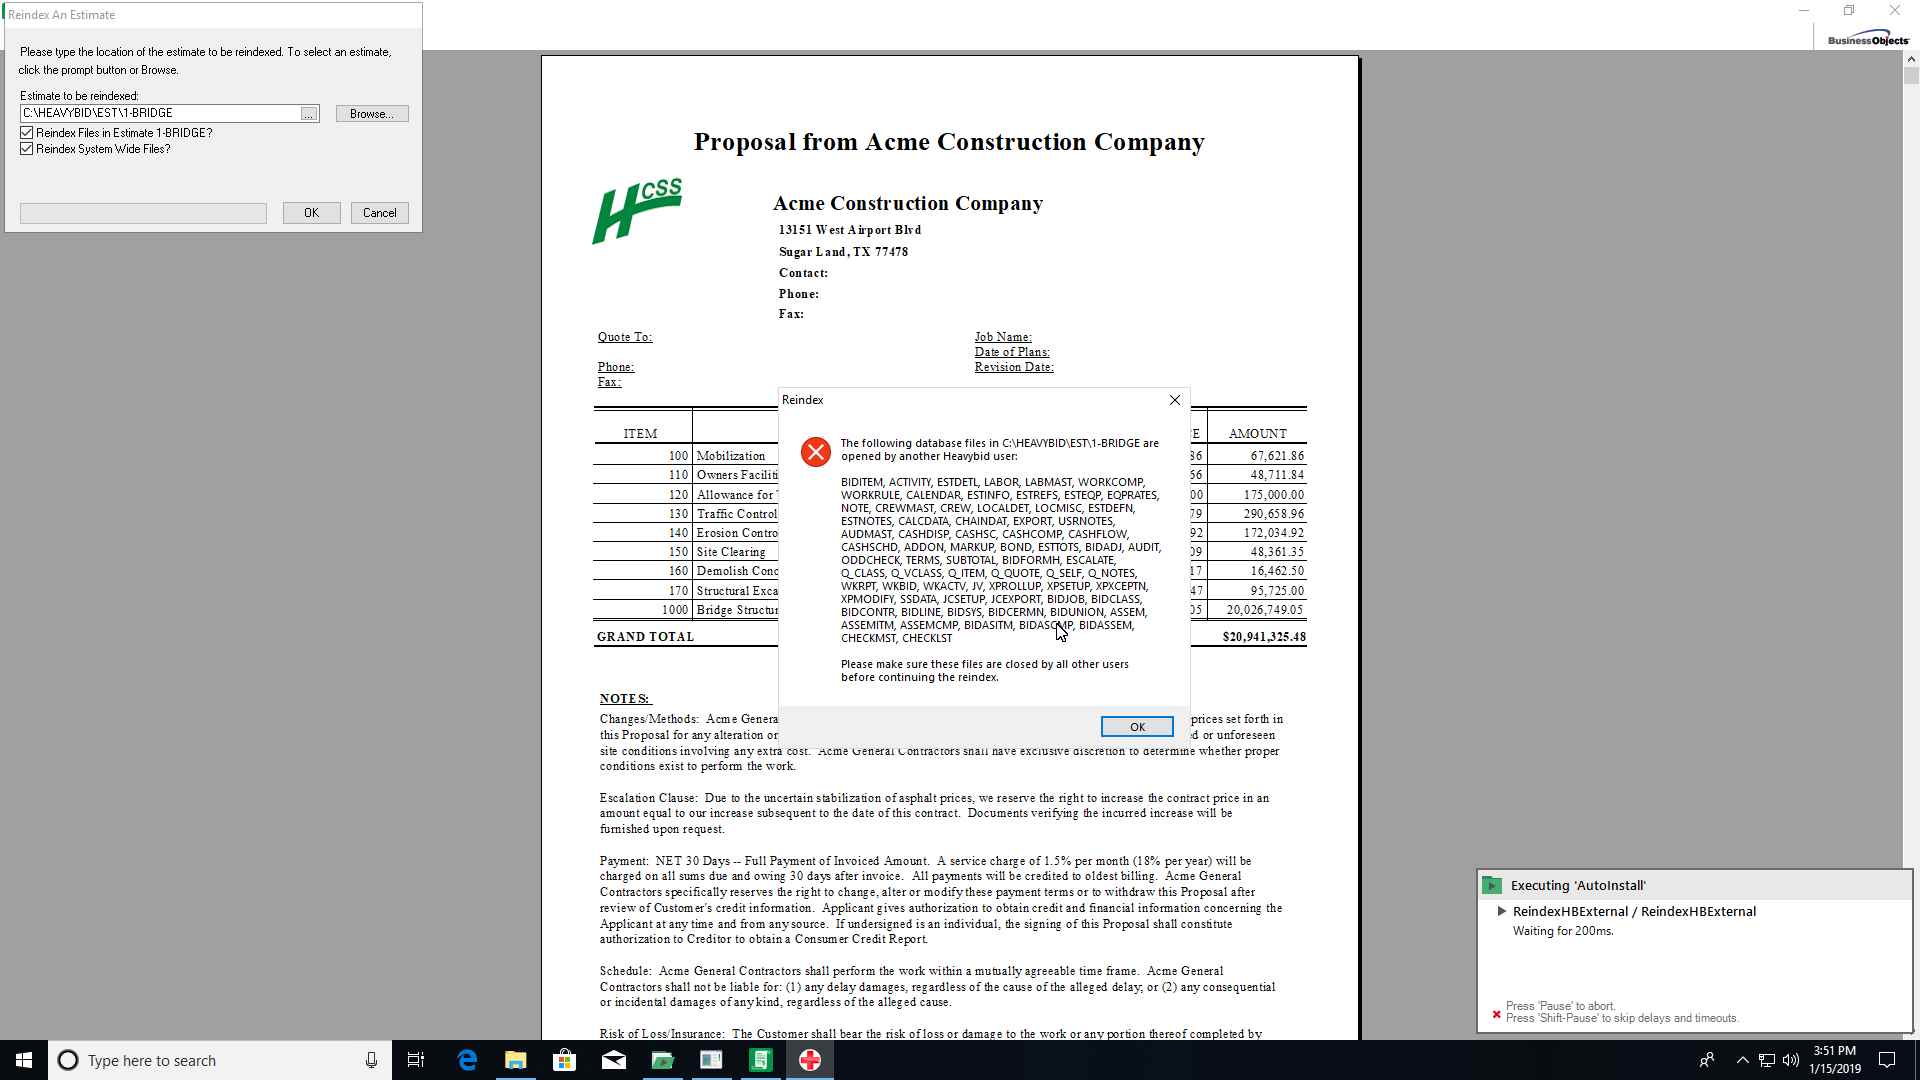 Reindex An Estimate
Please type the location of the estimate to be reindexed. To select an estimate,
click the prompt button or Browse.
Estimate to be reindexed:
C:\HEAVYBID\EST\1-BRIDGE
...
Browse...
Reindex Files in Estimate 1-BRIDGE?
Reindex System Wide Files?
OK
Cancel
BusinessObjects
Proposal from Acme Construction Company
HCSS
Acme Construction Company
13151 West Airport Blvd
Sugar Land, TX 77478
Contact:
Phone:
Fax:
Quote To:
Job Name:
Date of Plans:
Phone:
Revision Date:
Fax:
ITEM
E
AMOUNT
100 Mobilization 86 67,621.86
110 Owners Faciliti 66 48,711.84
120 Allowance for 00 175,000.00
130 Traffic Control 79 290,658.96
140 Erosion Contro 92 172,034.92
150 Site Clearing 09 48,361.35
160 Demolish Conc 17 16,462.50
170 Structural Exca 47 95,725.00
1000 Bridge Structur 05 20,026,749.05
GRAND TOTAL $20,941,325.48
Reindex
The following database files in C:\HEAVYBID\EST\1-BRIDGE are
opened by another Heavybid user:
BIDITEM, ACTIVITY, ESTDETL, LABOR, LABMAST, WORKCOMP,
WORKRULE, CALENDAR, ESTINFO, ESTREFS, ESTEQP, EQPRATES,
NOTE, CREWMAST, CREW, LOCALDET, LOCMISC, ESTDEFN,
ESTNOTES, CALCDATA, CHAINDAT, EXPORT, USRNOTES,
AUDMAST, CASHDISP, CASHSC, CASHCOMP, CASHFLOW,
CASHSCHD, ADDON, MARKUP, BOND, ESTTOTS, BIDADJ, AUDIT,
ODDCHECK, TERMS, SUBTOTAL, BIDFORMH, ESCALATE,
Q_CLASS, Q_VCLASS, Q_ITEM, Q_QUOTE, Q_SELF, Q_NOTES,
WKRPT, WKBID, WKACTV, JV, XPROLLUP, XPSETUP, XPXCEPTN,
XPMODIFY, SSDATA, JCSETUP, JCEXPORT, BIDJOB, BIDCLASS,
BIDCONTR, BIDLINE, BIDSYS, BIDCERMN, BIDUNION, ASSEM,
ASSEMITM, ASSEMCMP, BIDASITM, BIDASCMP, BIDASSEM,
CHECKMST, CHECKLST
Please make sure these files are closed by all other users
before continuing the reindex.
OK
NOTES:
Changes/Methods: Acme Genera prices set forth in
this Proposal for any alteration or d or unforeseen
site conditions involving any extra cost. Acme General Contractors shall have exclusive discretion to determine whether proper
conditions exist to perform the work.
Escalation Clause: Due to the uncertain stabilization of asphalt prices, we reserve the right to increase the contract price in an
amount equal to our increase subsequent to the date of this contract. Documents verifying the incurred increase will be
furnished upon request.
Payment: NET 30 Days -- Full Payment of Invoiced Amount. A service charge of 1.5% per month (18% per year) will be
charged on all sums due and owing 30 days after invoice. All payments will be credited to oldest billing. Acme General
Contractors specifically reserves the right to change, alter or modify these payment terms or to withdraw this Proposal after
review of Customer's credit information. Applicant gives authorization to obtain credit and financial information concerning the
Applicant at any time and from any source. If undersigned is an individual, the signing of this Proposal shall constitute
authorization to Creditor to obtain a Consumer Credit Report.
Schedule: Acme General Contractors shall perform the work within a mutually agreeable time frame. Acme General
Contractors shall not be liable for: (1) any delay damages, regardless of the cause of the alleged delay; or (2) any consequential
or incidental damages of any kind, regardless of the alleged cause.
Risk of Loss/Insurance: The Customer shall bear the risk of loss or damage to the work or any portion thereof completed by
Executing 'AutoInstall'
ReindexHBExternal / ReindexHBExternal
Waiting for 200ms.
Press 'Pause' to abort.
Press 'Shift-Pause' to skip delays and timeouts.
Type here to search
3:51 PM
1/15/2019